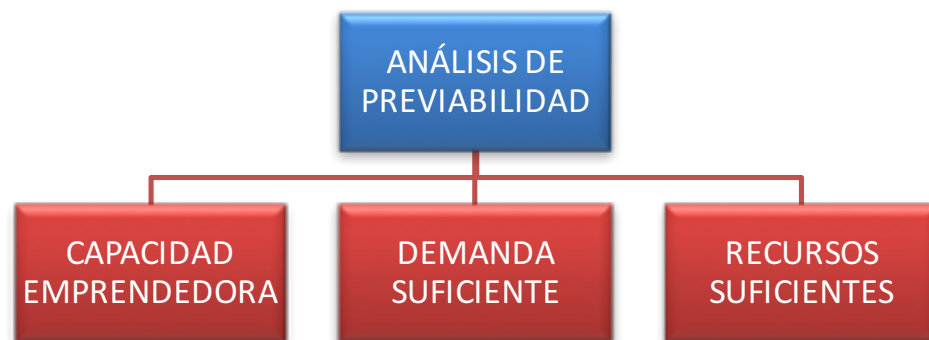 ANÁLISIS DE
PREVIABILIDAD
CAPACIDAD
EMPRENDEDORA
DEMANDA
SUFICIENTE
RECURSOS
SUFICIENTES